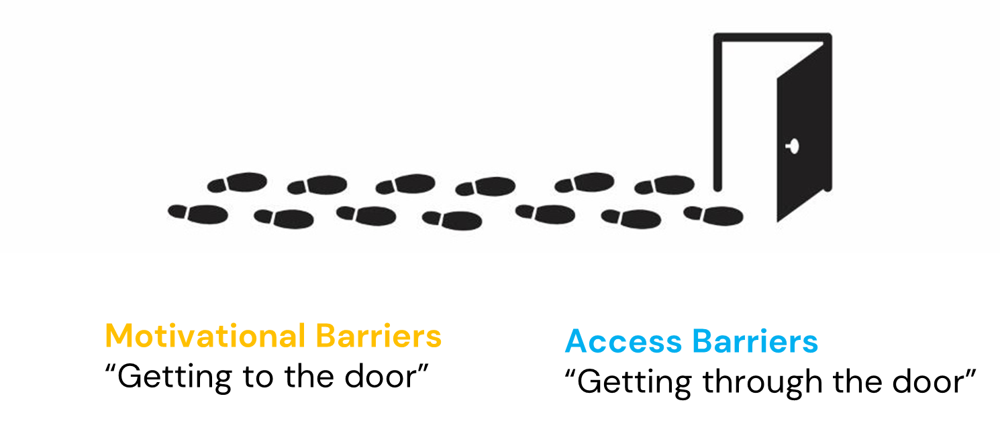 Motivational Barriers
“Getting to the door”
Access Barriers
“Getting through the door”